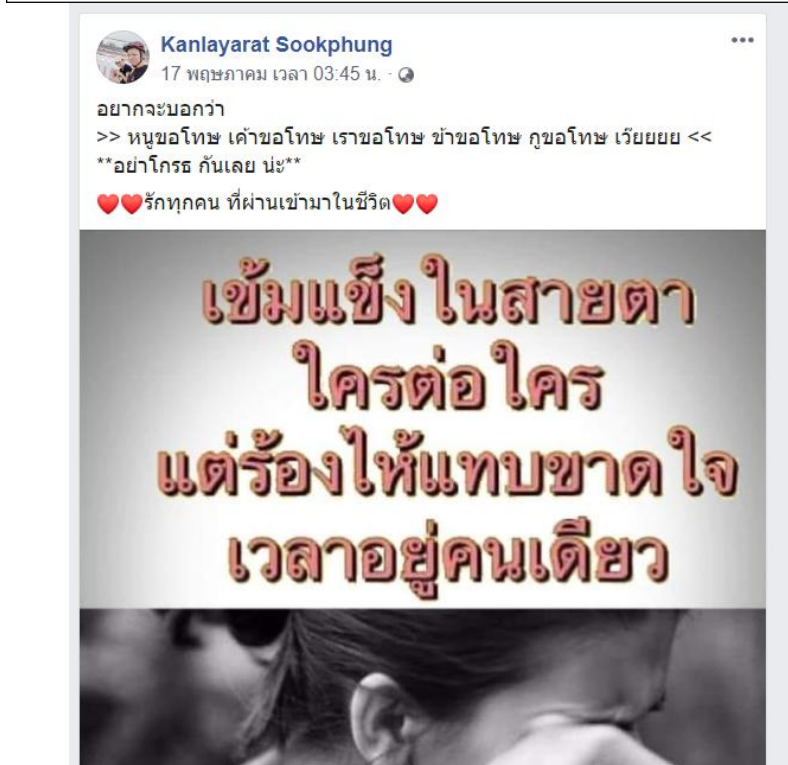 Kanlayarat Sookphung
17 พฤษภาคม เวลา 03:45 น. ·
อยากจะบอกว่า
>> หนูขอโทษ เค้าขอโทษ เราขอโทษ ข้าขอโทษ กูขอโทษ เว๊ยยยย <<
**อย่าโกรธ กันเลย น่ะ**
❤❤รักทุกคน ที่ผ่านเข้ามาในชีวิต❤❤
เข้มแข็งในสายตา
ใครต่อใคร
แต่ร้องไห้แทบขาดใจ
เวลาอยู่คนเดียว